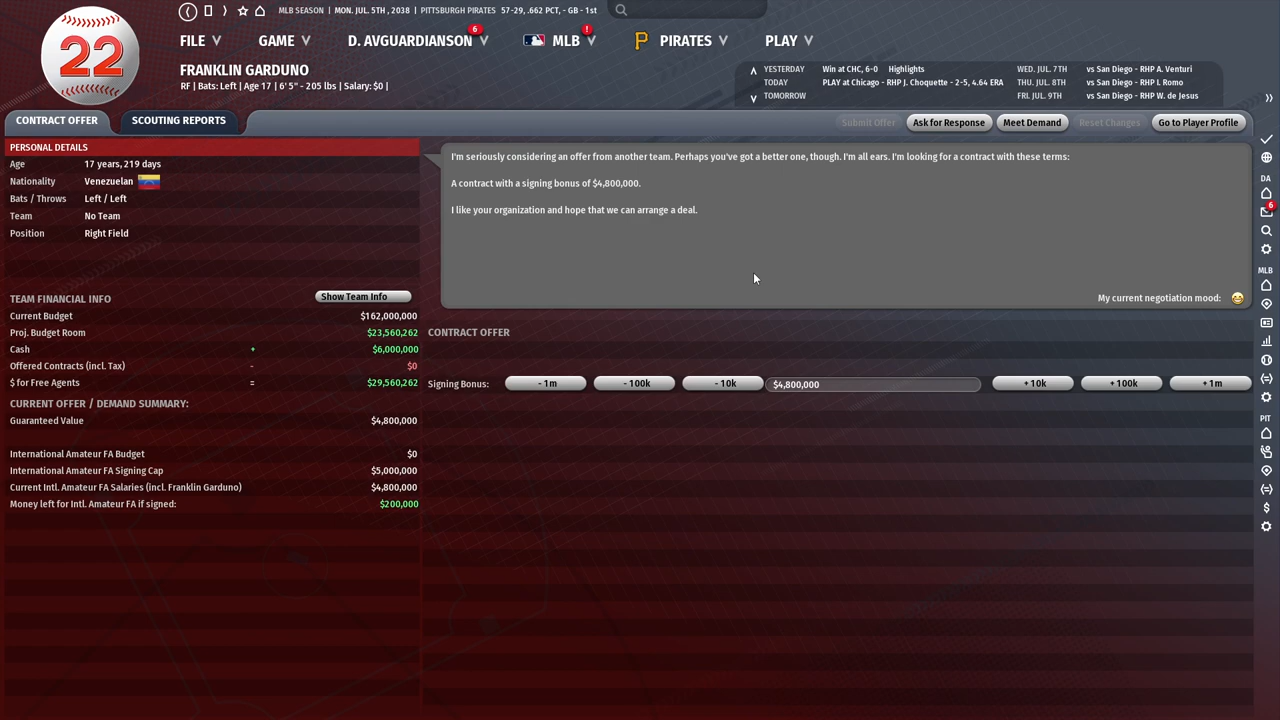 MLB SEASON | MON. JUL. 5TH , 2038 | PITTSBURGH PIRATES 57-29, .662 PCT, - GB - 1st
22
FILE GAME D. AVGUARDIANSON 6 MLB ! PIRATES PLAY
FRANKLIN GARDUNO
RF | Bats: Left | Age 17 | 6' 5" - 205 lbs | Salary: $0 |
YESTERDAY Win at CHC, 6-0 Highlights WED. JUL. 7TH vs San Diego - RHP A. Venturi
TODAY PLAY at Chicago - RHP J. Choquette - 2-5, 4.64 ERA THU. JUL. 8TH vs San Diego - RHP I. Romo
TOMORROW FRI. JUL. 9TH vs San Diego - RHP W. de Jesus
CONTRACT OFFER SCOUTING REPORTS Submit Offer Ask for Response Meet Demand Reset Changes Go to Player Profile
PERSONAL DETAILS
Age 17 years, 219 days
Nationality Venezuelan
Bats / Throws Left / Left
Team No Team
Position Right Field
I'm seriously considering an offer from another team. Perhaps you've got a better one, though. I'm all ears. I'm looking for a contract with these terms:
A contract with a signing bonus of $4,800,000.
I like your organization and hope that we can arrange a deal.
My current negotiation mood:
TEAM FINANCIAL INFO Show Team Info
Current Budget $162,000,000
Proj. Budget Room $23,560,262
Cash + $6,000,000
Offered Contracts (incl. Tax) - $0
$ for Free Agents = $29,560,262
CURRENT OFFER / DEMAND SUMMARY:
Guaranteed Value $4,800,000
International Amateur FA Budget $0
International Amateur FA Signing Cap $5,000,000
Current Intl. Amateur FA Salaries (incl. Franklin Garduno) $4,800,000
Money left for Intl. Amateur FA if signed: $200,000
CONTRACT OFFER
Signing Bonus: - 1m - 100k - 10k $4,800,000 + 10k + 100k + 1m
DA
6
MLB
PIT